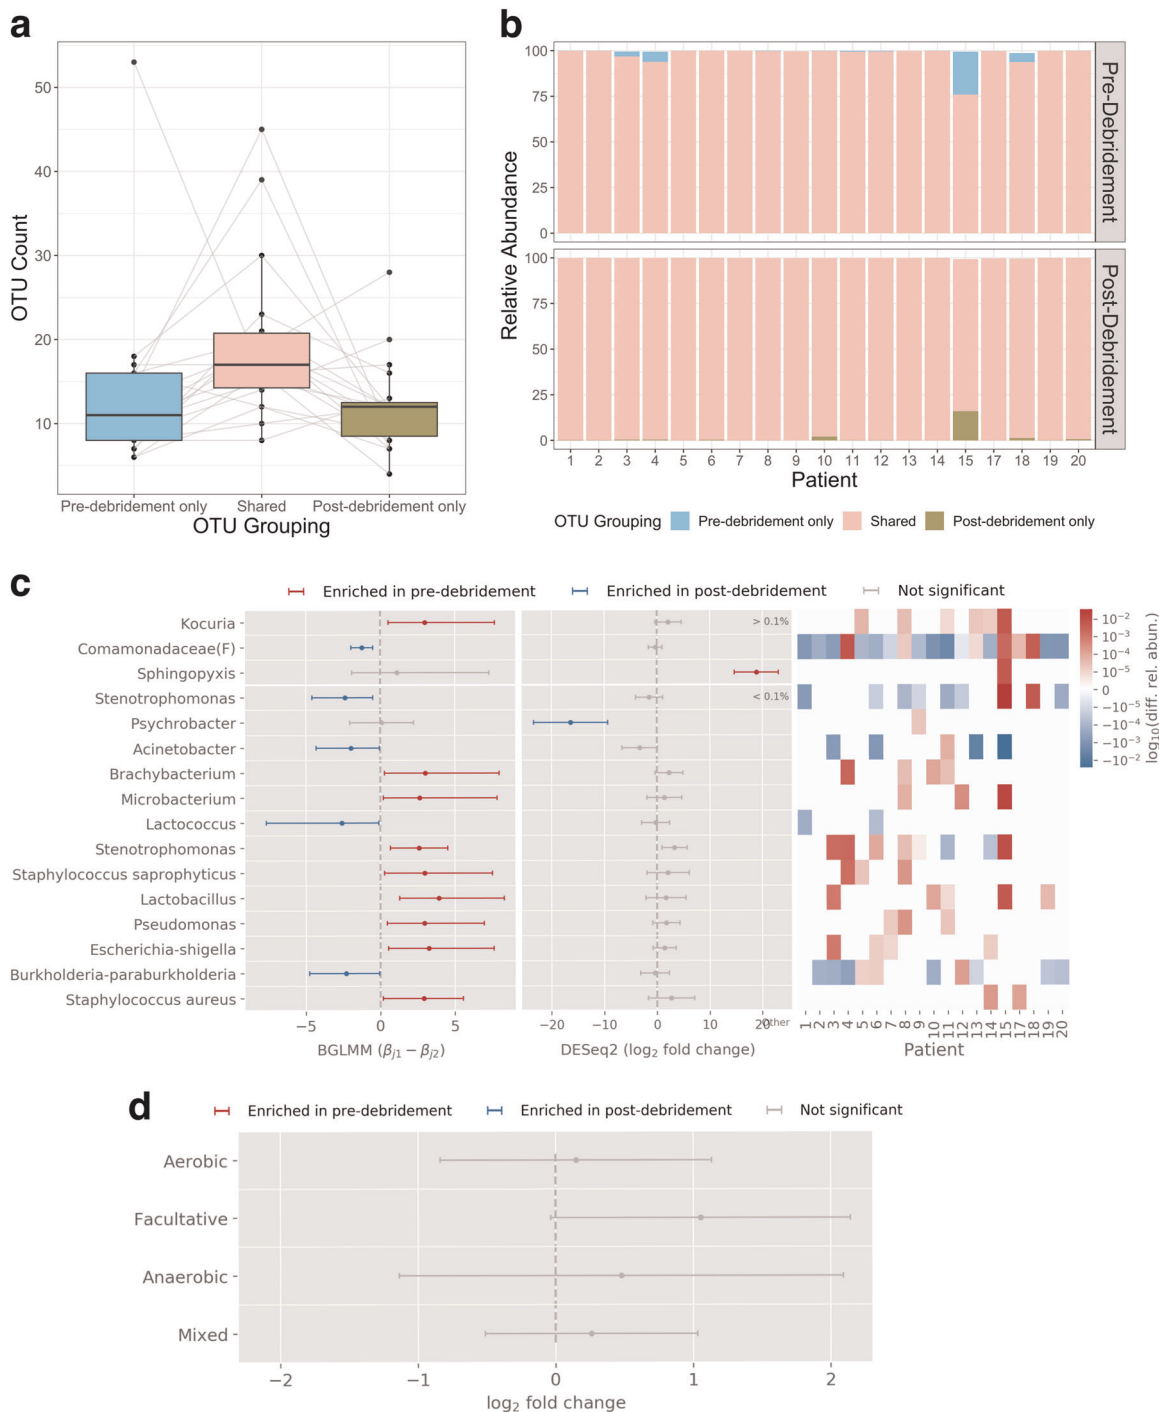 a
OTU Count
50
40
30
20
10
Pre-debridement only
Shared
Post-debridement only
OTU Grouping
b
Relative Abundance
100
75
50
25
0
Pre-Debridement
100
75
50
25
0
Post-Debridement
1 2 3 4 5 6 7 8 9 10 11 12 13 14 15 17 18 19 20
Patient
OTU Grouping Pre-debridement only Shared Post-debridement only
c
Enriched in pre-debridement Enriched in post-debridement Not significant
Kocuria
Comamonadaceae(F)
Sphingopyxis
Stenotrophomonas
Psychrobacter
Acinetobacter
Brachybacterium
Microbacterium
Lactococcus
Stenotrophomonas
Staphylococcus saprophyticus
Lactobacillus
Pseudomonas
Escherichia-shigella
Burkholderia-paraburkholderia
Staphylococcus aureus
−5 0 5
BGLMM (βj1 − βj2)
> 0.1%
< 0.1%
Other
−20 −10 0 10 20
DESeq2 (log2 fold change)
1 2 3 4 5 6 7 8 9 10 11 12 13 14 15 17 18 19 20
Patient
10−2
10−3
10−4
10−5
0
−10−5
−10−4
−10−3
−10−2
log10(diff. rel. abun.)
d
Enriched in pre-debridement Enriched in post-debridement Not significant
Aerobic
Facultative
Anaerobic
Mixed
−2 −1 0 1 2
log2 fold change